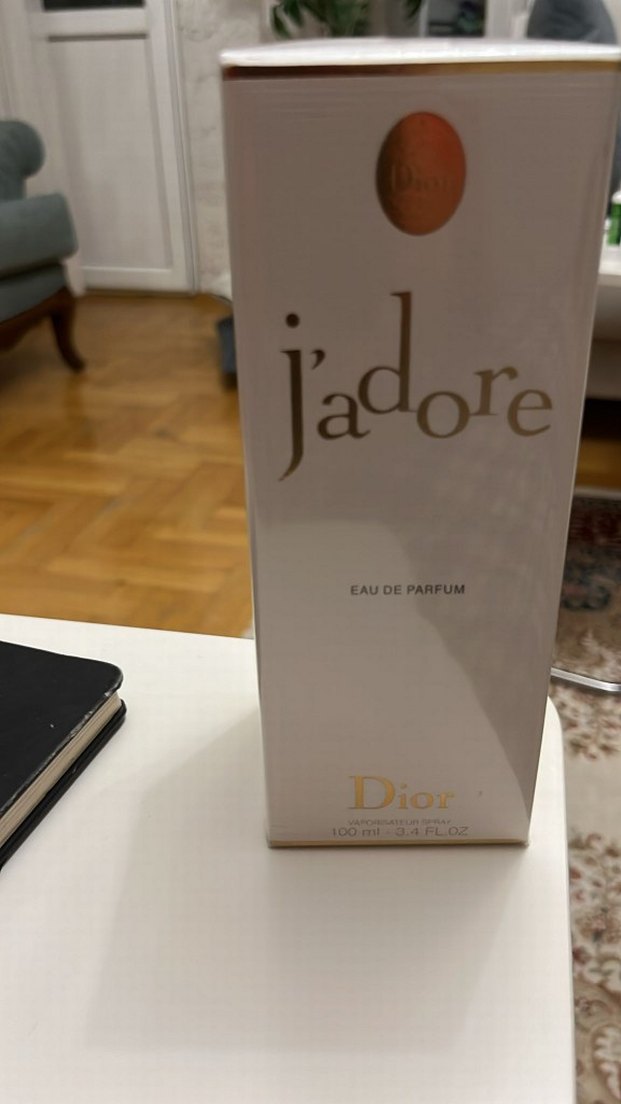 Dior
j'adore
EAU DE PARFUM
Dior
VAPORISATEUR SPRAY
100 ml - 3.4 FL.OZ